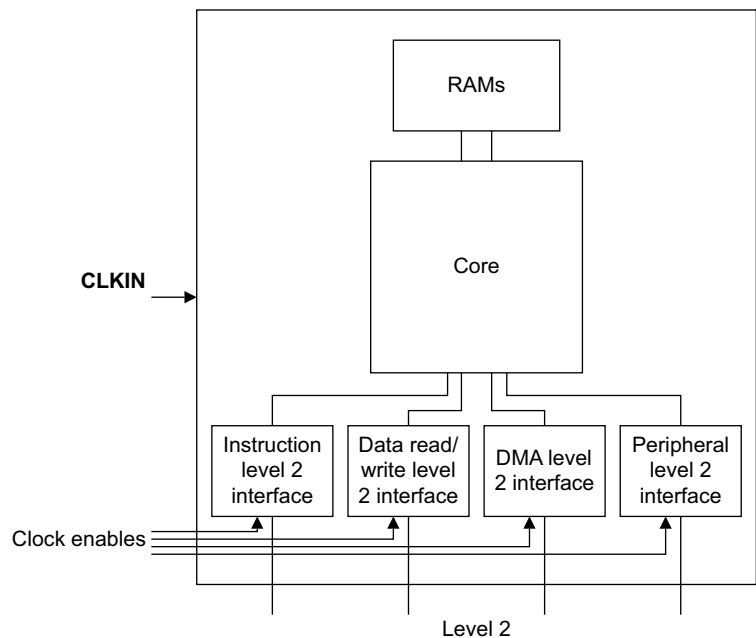 RAMs
Core
CLKIN
Instruction
level 2
interface
Data read/
write level
2 interface
DMA level
2 interface
Peripheral
level 2
interface
Clock enables
Level 2